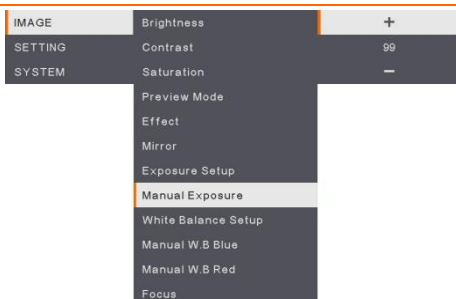 IMAGE
SETTING
SYSTEM
Brightness
Contrast
Saturation
Preview Mode
Effect
Mirror
Exposure Setup
Manual Exposure
White Balance Setup
Manual W.B Blue
Manual W.B Red
Focus
+
99
−